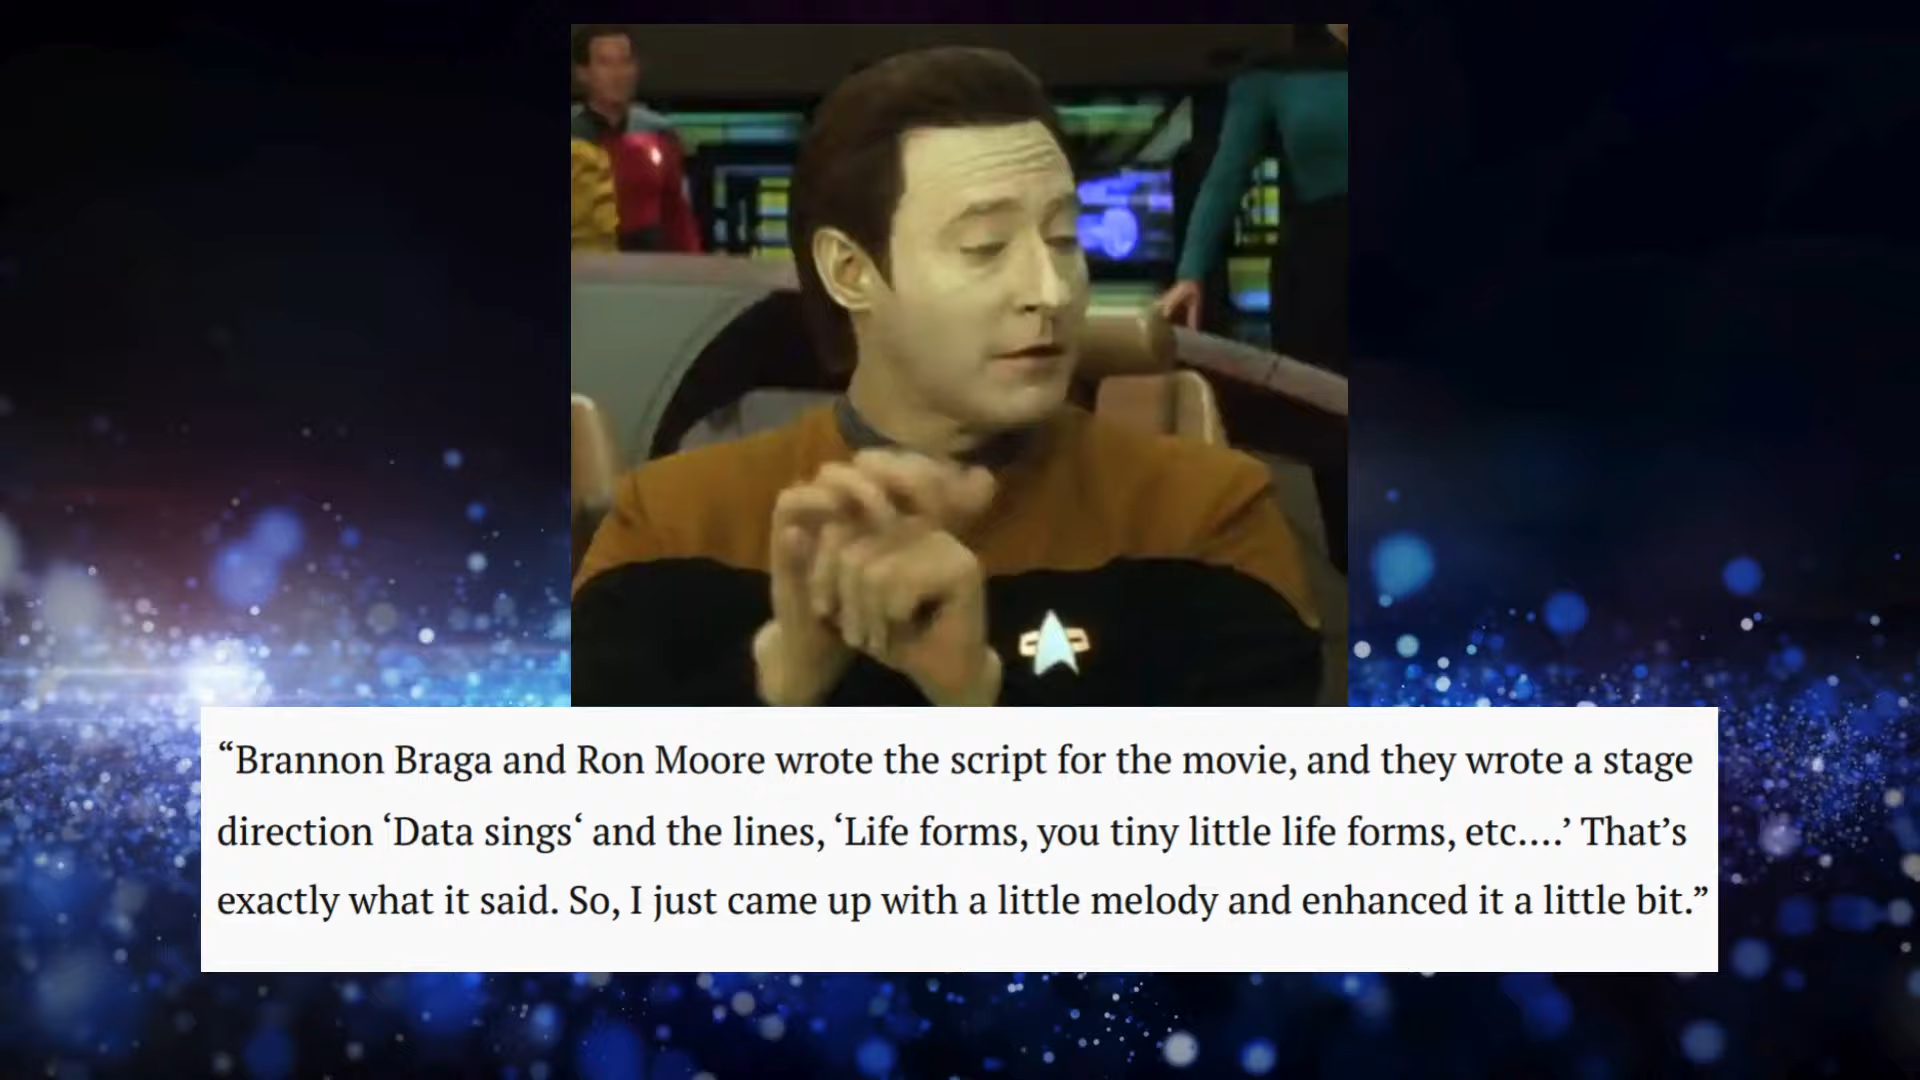 “Brannon Braga and Ron Moore wrote the script for the movie, and they wrote a stage
direction ‘Data sings‘ and the lines, ‘Life forms, you tiny little life forms, etc….’ That’s
exactly what it said. So, I just came up with a little melody and enhanced it a little bit.”